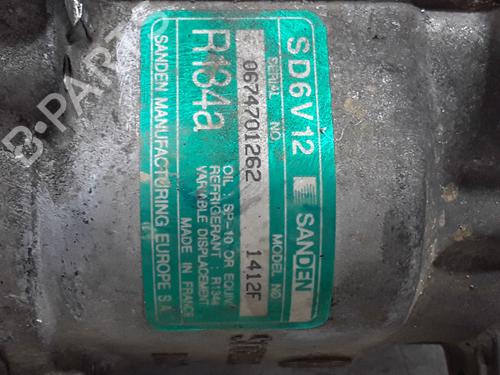 SD6V12 SANDEN
SERIAL NO. MODEL NO.
0674701262 1412F
R134a
OIL : SP-10 OR EQUIV.
REFRIGERANT : R134a
VARIABLE DISPLACEMENT
SANDEN MANUFACTURING EUROPE S.A.
MADE IN FRANCE
B-PARTS